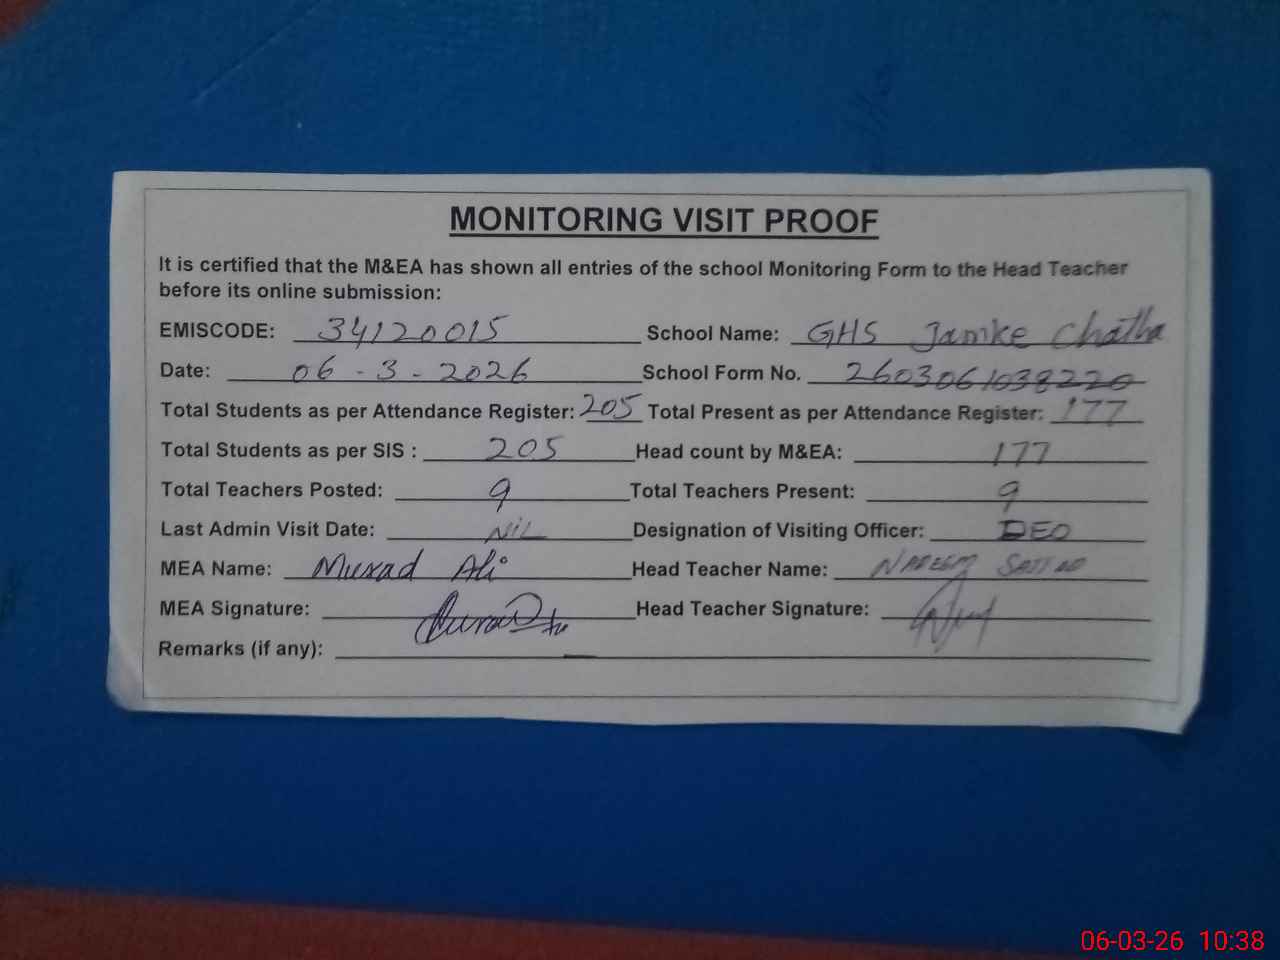 MONITORING VISIT PROOF
It is certified that the M&EA has shown all entries of the school Monitoring Form to the Head Teacher
before its online submission:
EMISCODE: 34120015 School Name: GHS Jamke Chatha
Date: 06-3-2026 School Form No. 2603061038220
Total Students as per Attendance Register: 205 Total Present as per Attendance Register: 177
Total Students as per SIS : 205 Head count by M&EA: 177
Total Teachers Posted: 9 Total Teachers Present: 9
Last Admin Visit Date: NiL Designation of Visiting Officer: DEO
MEA Name: Murad Ali Head Teacher Name: NAEEM SAJJAD
MEA Signature: Head Teacher Signature:
Remarks (if any):
06-03-26 10:38